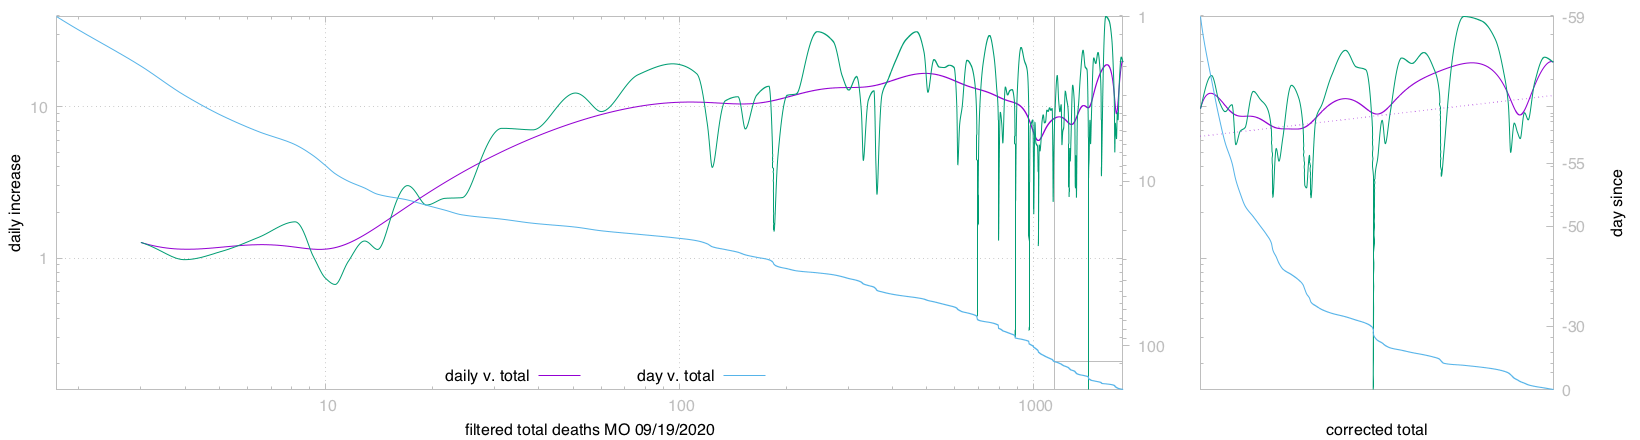 1
-59
10
-55
daily increase
10
day since
-50
1
-30
100
daily v. total
day v. total
0
10
100
1000
filtered total deaths MO 09/19/2020
corrected total